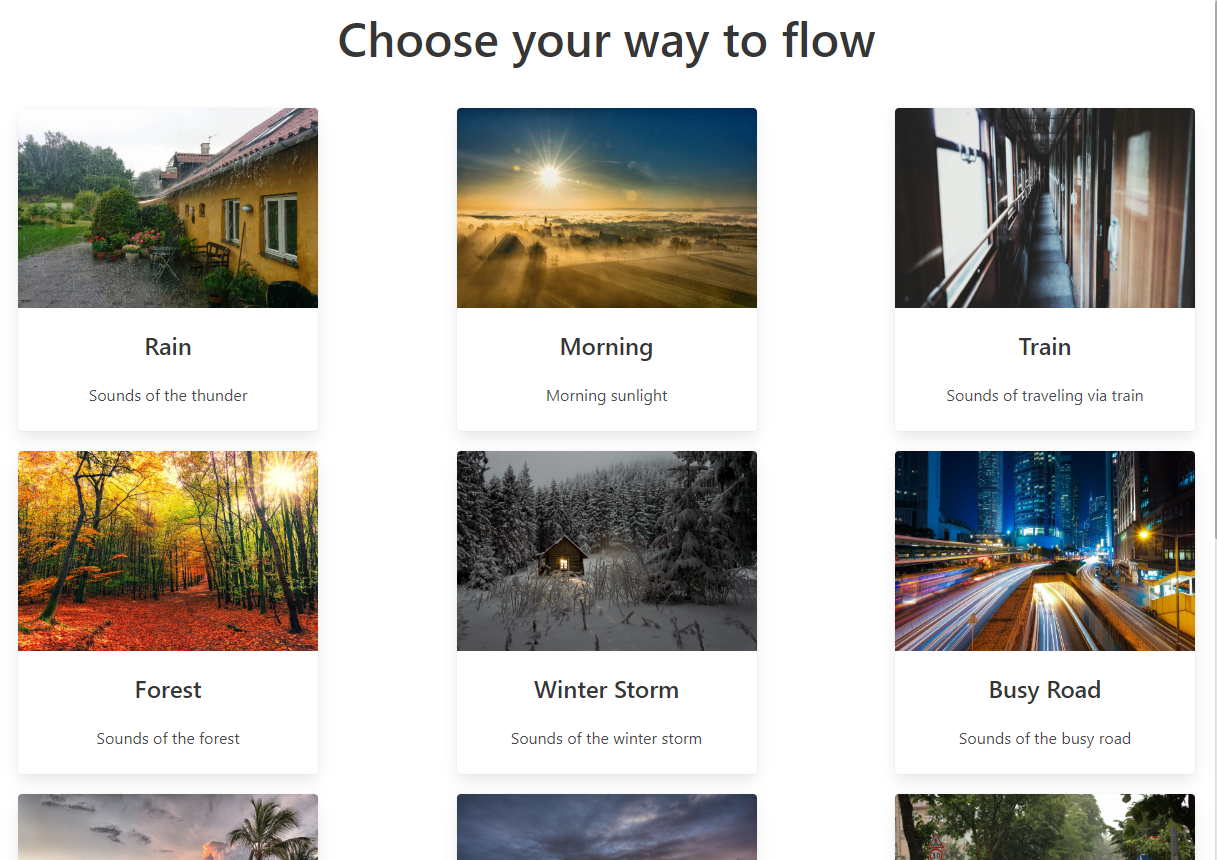 Choose your way to flow
Rain
Sounds of the thunder
Morning
Morning sunlight
Train
Sounds of traveling via train
Forest
Sounds of the forest
Winter Storm
Sounds of the winter storm
Busy Road
Sounds of the busy road
30